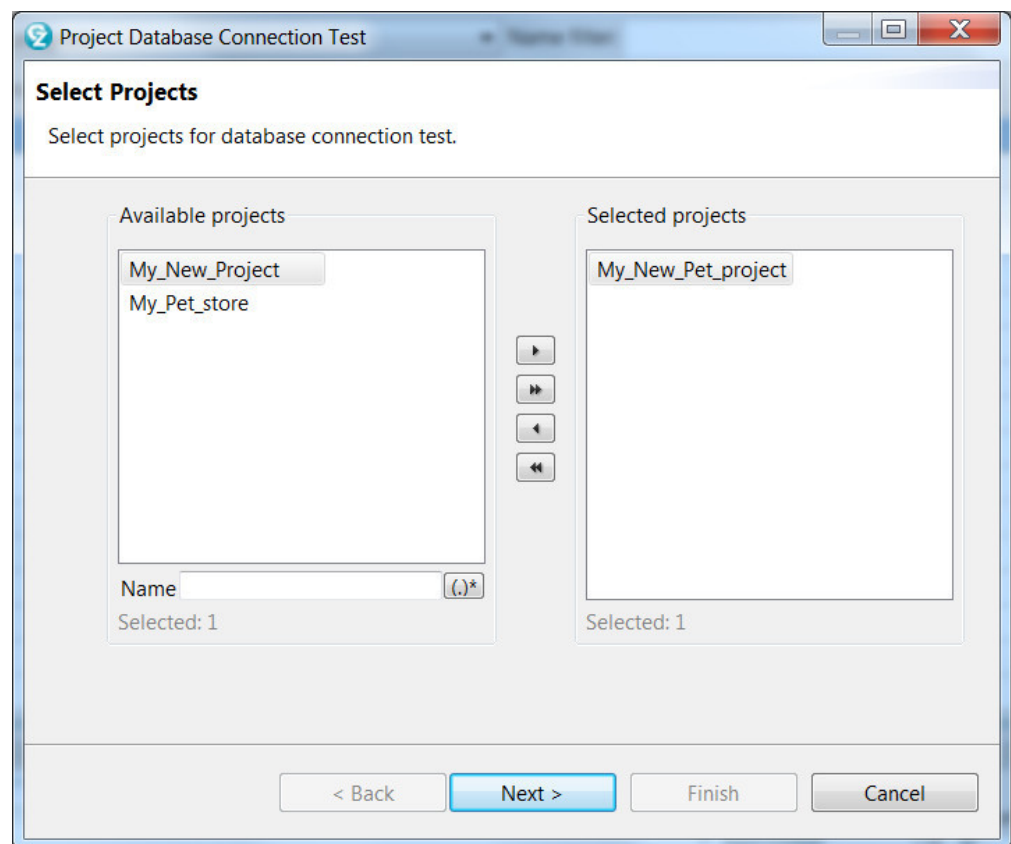 Project Database Connection Test
Select Projects
Select projects for database connection test.
Available projects
Selected projects
My_New_Project
My_Pet_store
My_New_Pet_project
Name
(.)*
Selected: 1
Selected: 1
< Back
Next >
Finish
Cancel